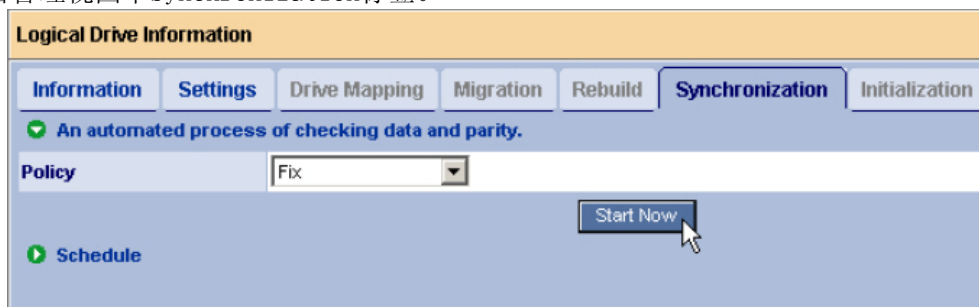 Logical Drive Information
Information Settings Drive Mapping Migration Rebuild Synchronization Initialization
An automated process of checking data and parity.
Policy Fix
Start Now
Schedule